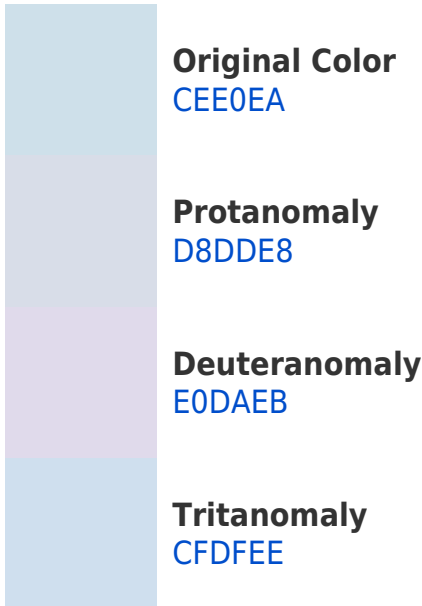 Original Color
CEE0EA
Protanomaly
D8DDE8
Deuteranomaly
E0DAEB
Tritanomaly
CFDFEE